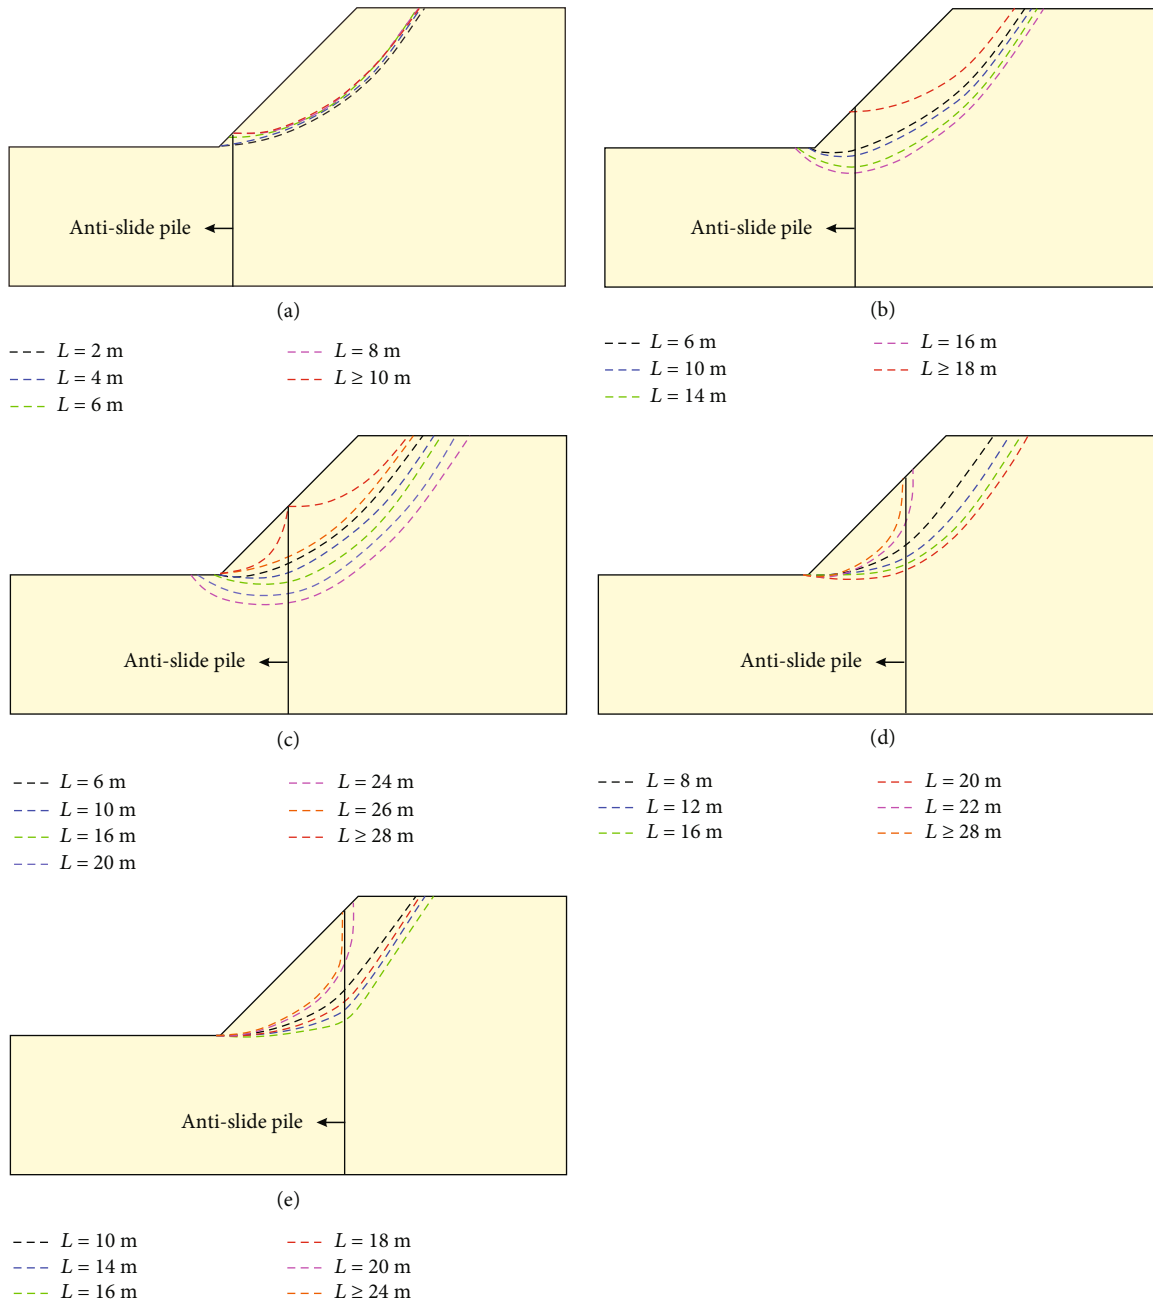 Anti-slide pile
(a)
L = 2 m
L = 4 m
L = 6 m
L = 8 m
L ≥ 10 m
Anti-slide pile
(b)
L = 6 m
L = 10 m
L = 14 m
L = 16 m
L ≥ 18 m
Anti-slide pile
(c)
L = 6 m
L = 10 m
L = 16 m
L = 20 m
L = 24 m
L = 26 m
L ≥ 28 m
Anti-slide pile
(d)
L = 8 m
L = 12 m
L = 16 m
L = 20 m
L = 22 m
L ≥ 28 m
Anti-slide pile
(e)
L = 10 m
L = 14 m
L = 16 m
L = 18 m
L = 20 m
L ≥ 24 m